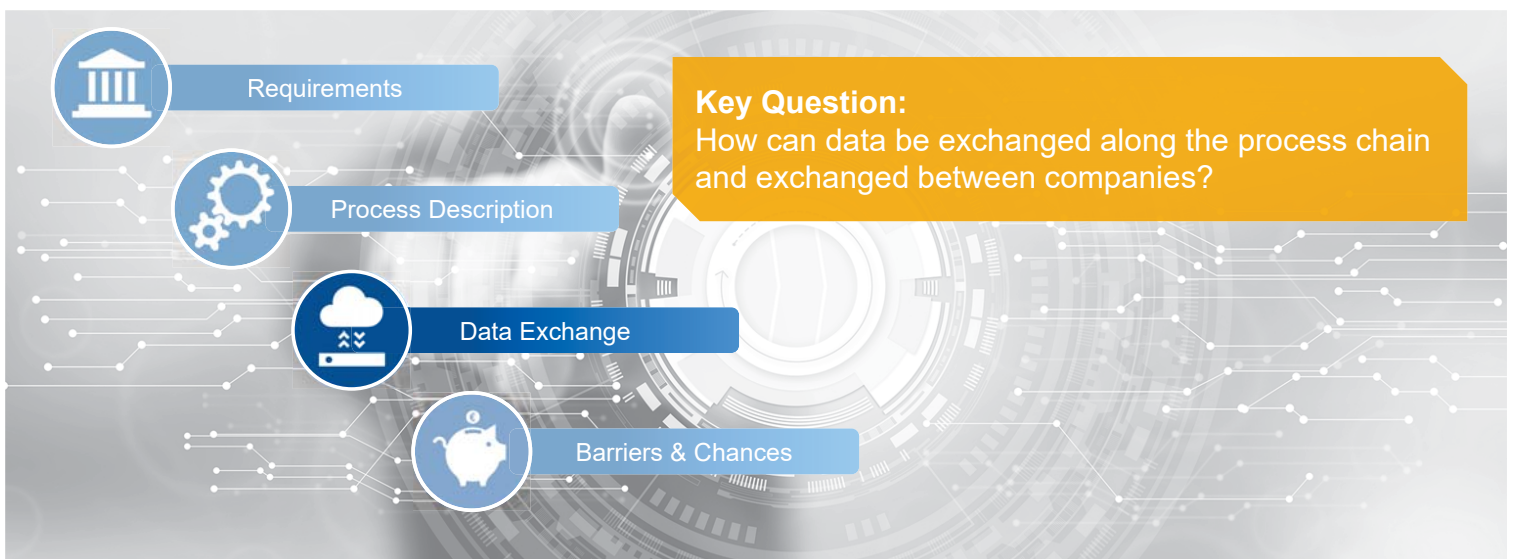 Requirements
Key Question:
How can data be exchanged along the process chain
and exchanged between companies?
Process Description
Data Exchange
€
Barriers & Chances